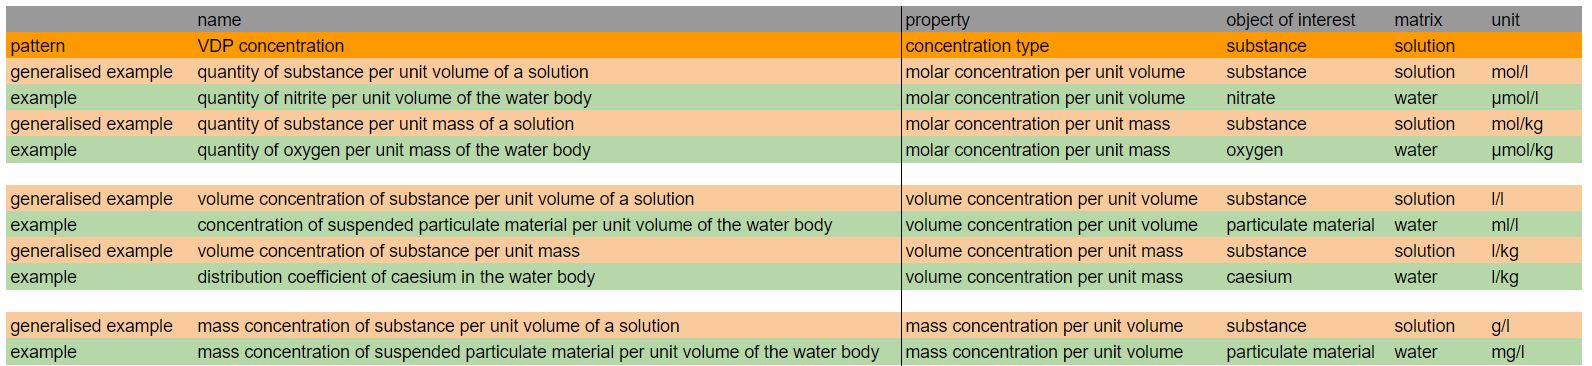 name property object of interest matrix unit
pattern VDP concentration concentration type substance solution
generalised example quantity of substance per unit volume of a solution molar concentration per unit volume substance solution mol/l
example quantity of nitrite per unit volume of the water body molar concentration per unit volume nitrate water µmol/l
generalised example quantity of substance per unit mass of a solution molar concentration per unit mass substance solution mol/kg
example quantity of oxygen per unit mass of the water body molar concentration per unit mass oxygen water µmol/kg
generalised example volume concentration of substance per unit volume of a solution volume concentration per unit volume substance solution l/l
example concentration of suspended particulate material per unit volume of the water body volume concentration per unit volume particulate material water ml/l
generalised example volume concentration of substance per unit mass volume concentration per unit mass substance solution l/kg
example distribution coefficient of caesium in the water body volume concentration per unit mass caesium water l/kg
generalised example mass concentration of substance per unit volume of a solution mass concentration per unit volume substance solution g/l
example mass concentration of suspended particulate material per unit volume of the water body mass concentration per unit volume particulate material water mg/l